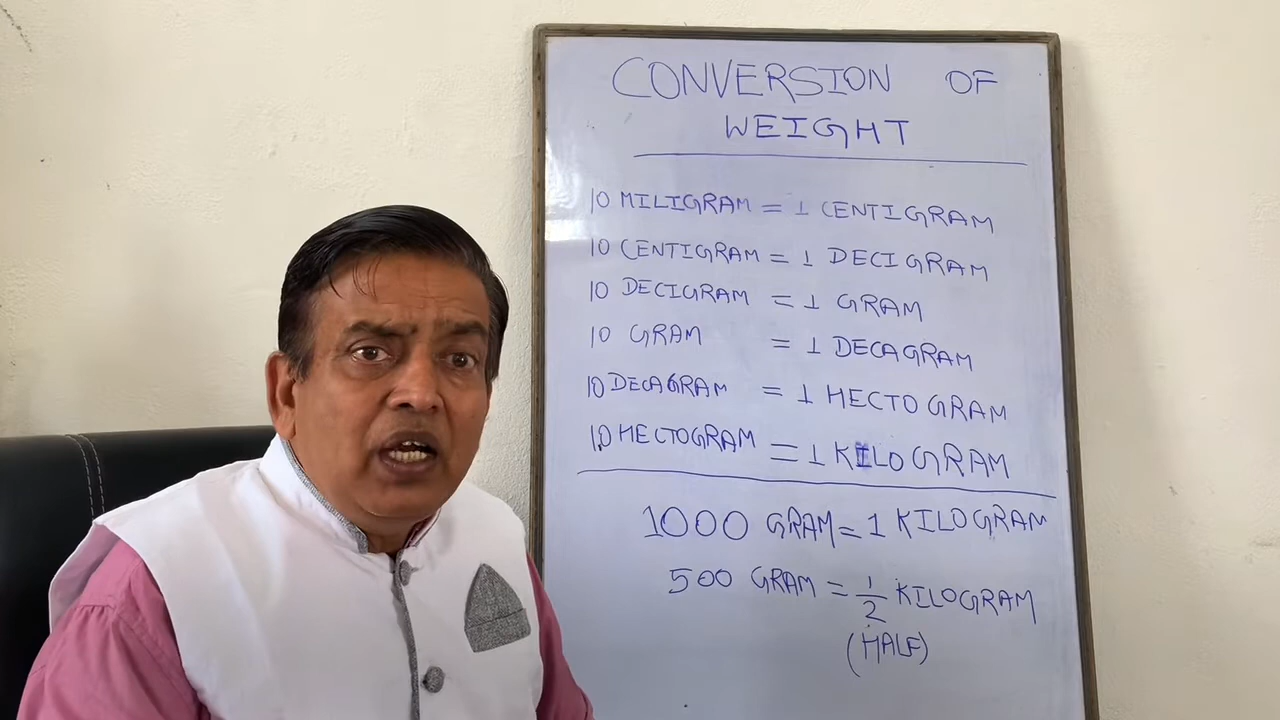 CONVERSION OF
WEIGHT
10 MILIGRAM = 1 CENTIGRAM
10 CENTIGRAM = 1 DECIGRAM
10 DECIGRAM = 1 GRAM
10 GRAM = 1 DECAGRAM
10 DECAGRAM = 1 HECTOGRAM
10 HECTOGRAM = 1 KILOGRAM
1000 GRAM = 1 KILOGRAM
500 GRAM = 1/2 KILOGRAM
(HALF)